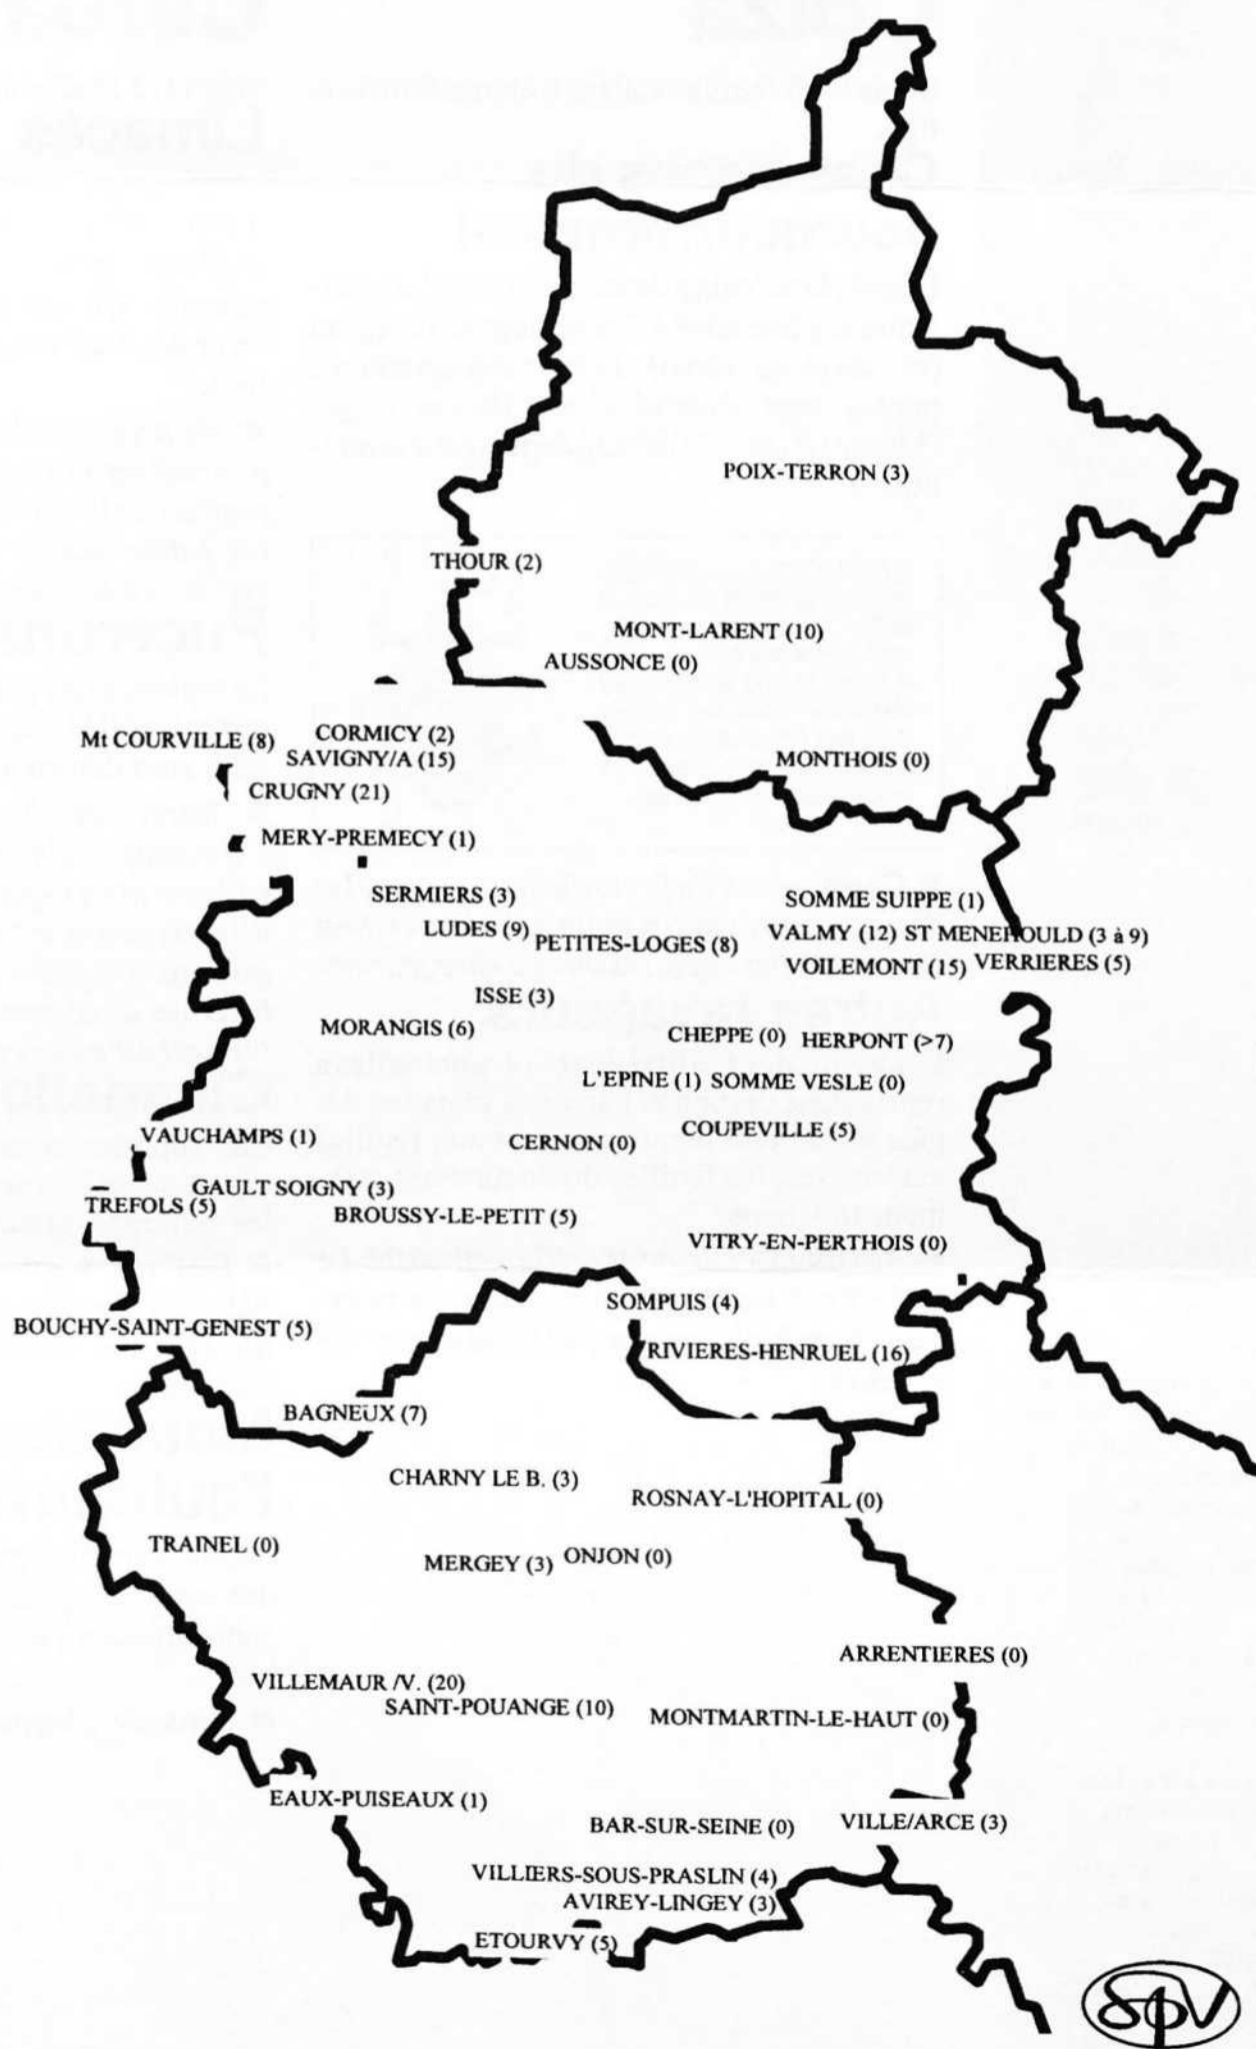 POIX-TERRON (3)
THOUR (2)
MONT-LARENT (10)
AUSSONCE (0)
Mt COURVILLE (8)
CORMICY (2)
SAVIGNY/A (15)
MONTHOIS (0)
CRUGNY (21)
MERY-PREMECY (1)
SERMIERS (3)
SOMME SUIPPE (1)
LUDES (9)
PETITES-LOGES (8)
VALMY (12) ST MENEHOULD (3 à 9)
VOILEMONT (15) VERRIERES (5)
ISSE (3)
MORANGIS (6)
CHEPPE (0) HERPONT (>7)
L'EPINE (1) SOMME VESLE (0)
VAUCHAMPS (1)
CERNON (0)
COUPEVILLE (5)
GAULT SOIGNY (3)
TREFOLS (5)
BROUSSY-LE-PETIT (5)
VITRY-EN-PERTHOIS (0)
SOMPUIS (4)
BOUCHY-SAINT-GENEST (5)
RIVIERES-HENRUEL (16)
BAGNEUX (7)
CHARNY LE B. (3)
ROSNAY-L'HOPITAL (0)
TRAINEL (0)
MERGEY (3) ONJON (0)
ARRENTIERES (0)
VILLEMAUR /V. (20)
SAINT-POUANGE (10)
MONTMARTIN-LE-HAUT (0)
EAUX-PUISEAUX (1)
BAR-SUR-SEINE (0)
VILLE/ARCE (3)
VILLIERS-SOUS-PRASLIN (4)
AVIREY-LINGEY (3)
ETOURVY (5)
SPV